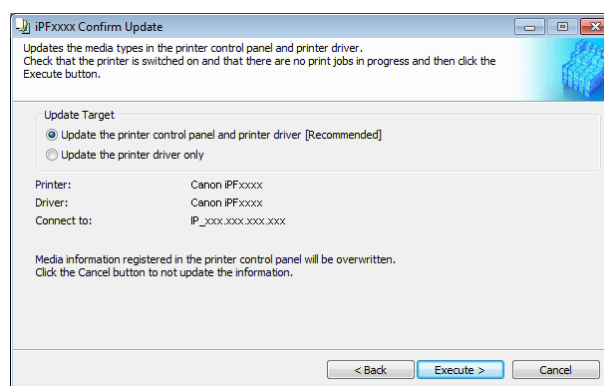 iPFxxxx Confirm Update
Updates the media types in the printer control panel and printer driver.
Check that the printer is switched on and that there are no print jobs in progress and then click the
Execute button.
Update Target
Update the printer control panel and printer driver [Recommended]
Update the printer driver only
Printer: Canon iPFxxxx
Driver: Canon iPFxxxx
Connect to: IP_xxx.xxx.xxx.xxx
Media information registered in the printer control panel will be overwritten.
Click the Cancel button to not update the information.
< Back Execute > Cancel